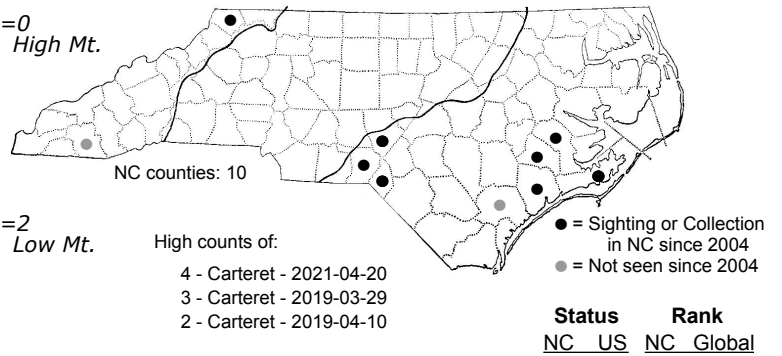 =0
High Mt.
NC counties: 10
=2
Low Mt.
High counts of:
4 - Carteret - 2021-04-20
3 - Carteret - 2019-03-29
2 - Carteret - 2019-04-10
● = Sighting or Collection
in NC since 2004
● = Not seen since 2004
Status Rank
NC US NC Global